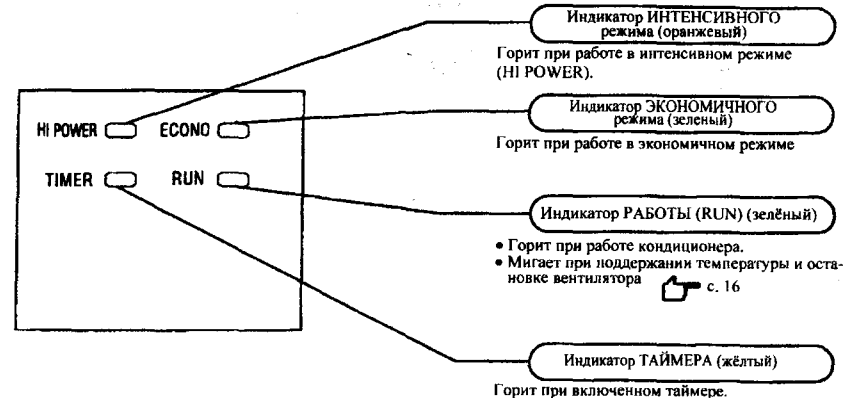 Индикатор ИНТЕНСИВНОГО
режима (оранжевый)
Горит при работе в интенсивном режиме
(HI POWER).
HI POWER
ECONO
Индикатор ЭКОНОМИЧНОГО
режима (зеленый)
Горит при работе в экономичном режиме
TIMER
RUN
Индикатор РАБОТЫ (RUN) (зелёный)
• Горит при работе кондиционера.
• Мигает при поддержании температуры и оста-
новке вентилятора
с. 16
Индикатор ТАЙМЕРА (жёлтый)
Горит при включенном таймере.